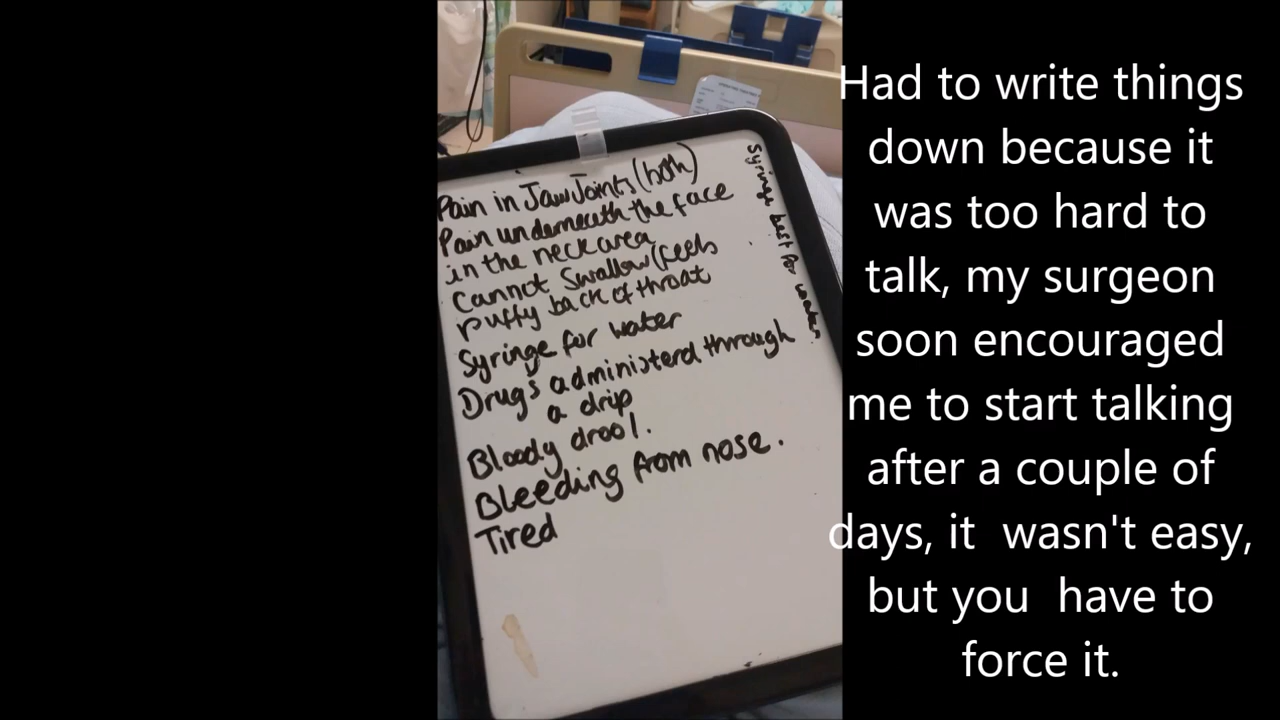 Pain in Jaw Joints (both)
Pain underneath the face
in the neck area
Cannot Swallow (feels
puffy back of throat
Syringe for water
Drugs administerd through
a drip
Bloody drool.
Bleeding from nose.
Tired
Syringe best for water.
Had to write things
down because it
was too hard to
talk, my surgeon
soon encouraged
me to start talking
after a couple of
days, it  wasn't easy,
but you  have to
force it.